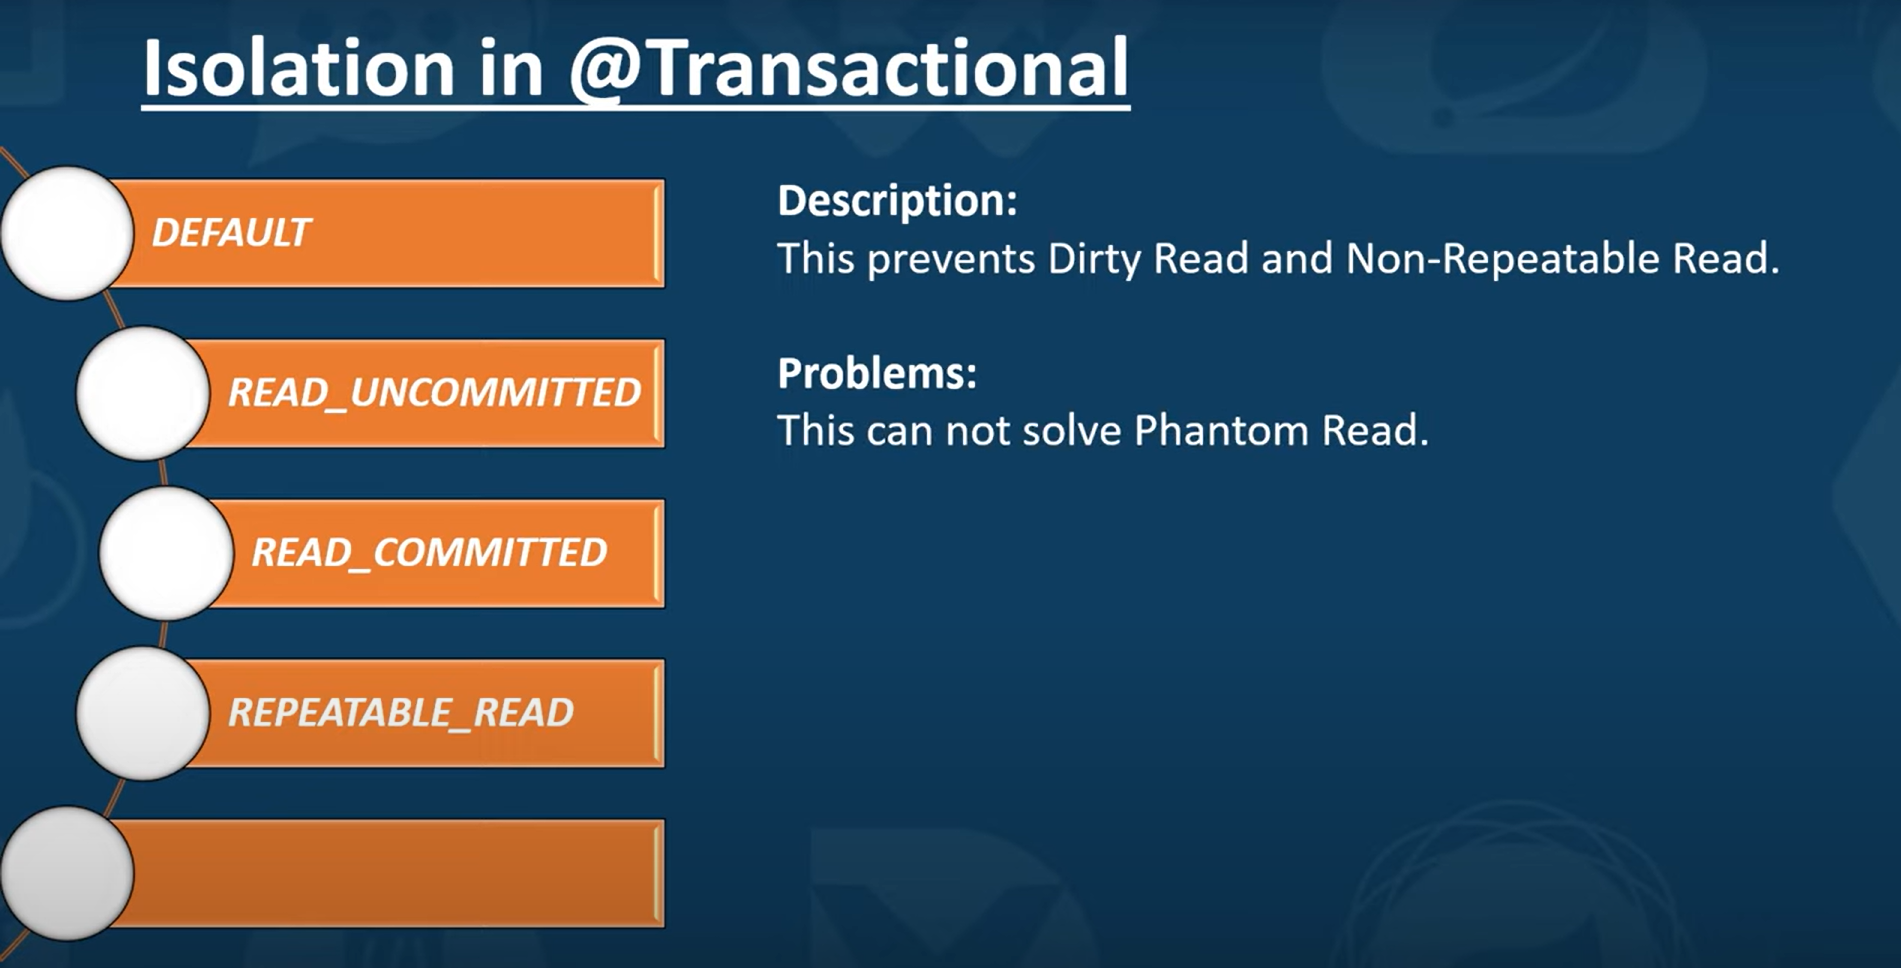 Isolation in @Transactional
DEFAULT
READ_UNCOMMITTED
READ_COMMITTED
REPEATABLE_READ
Description:
This prevents Dirty Read and Non-Repeatable Read.
Problems:
This can not solve Phantom Read.